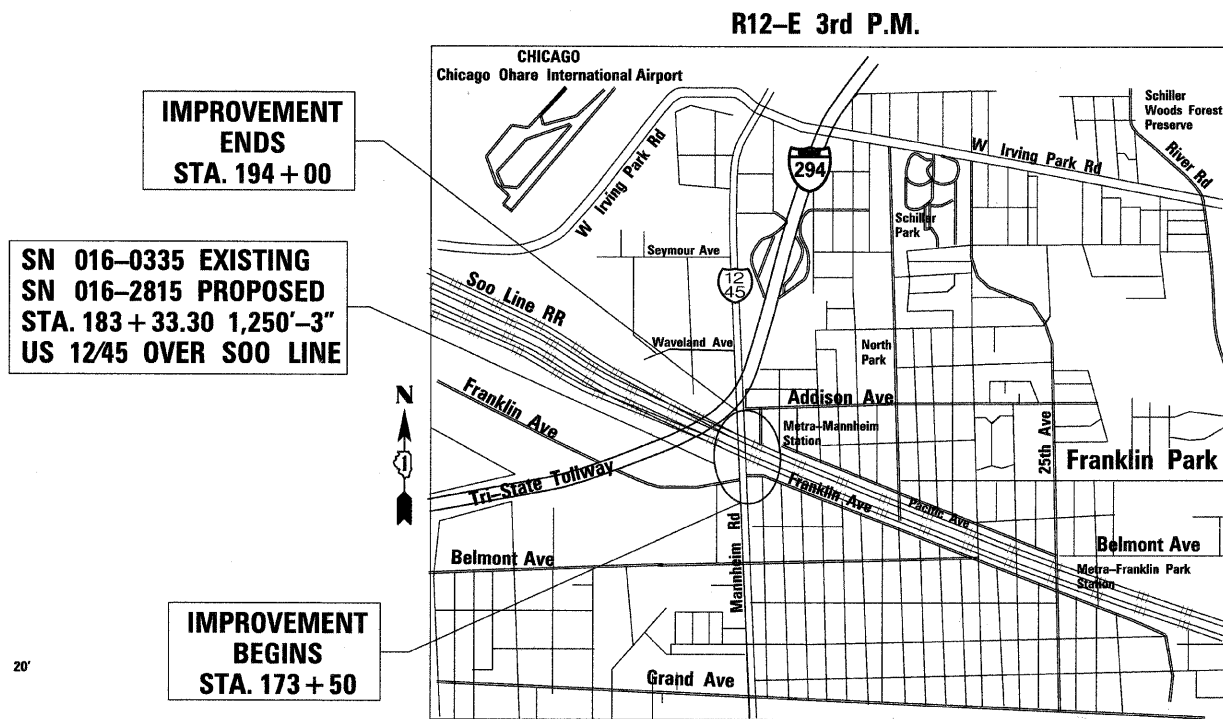 R12–E 3rd P.M.
CHICAGO
Chicago Ohare International Airport
IMPROVEMENT
ENDS
STA. 194 + 00
SN 016–0335 EXISTING
SN 016–2815 PROPOSED
STA. 183 + 33.30 1,250'–3"
US 12/45 OVER SOO LINE
IMPROVEMENT
BEGINS
STA. 173 + 50
20'
N
1
Schiller
Woods Forest
Preserve
River Rd
W Irving Park Rd
W Irving Park Rd
294
Schiller
Park
Seymour Ave
12
45
Soo Line RR
Waveland Ave
North
Park
Franklin Ave
Addison Ave
Metra–Mannheim
Station
25th Ave
Franklin Park
Tri–State Tollway
Franklin Ave
Pacific Ave
Mannheim Rd
Belmont Ave
Belmont Ave
Metra–Franklin Park
Station
Grand Ave